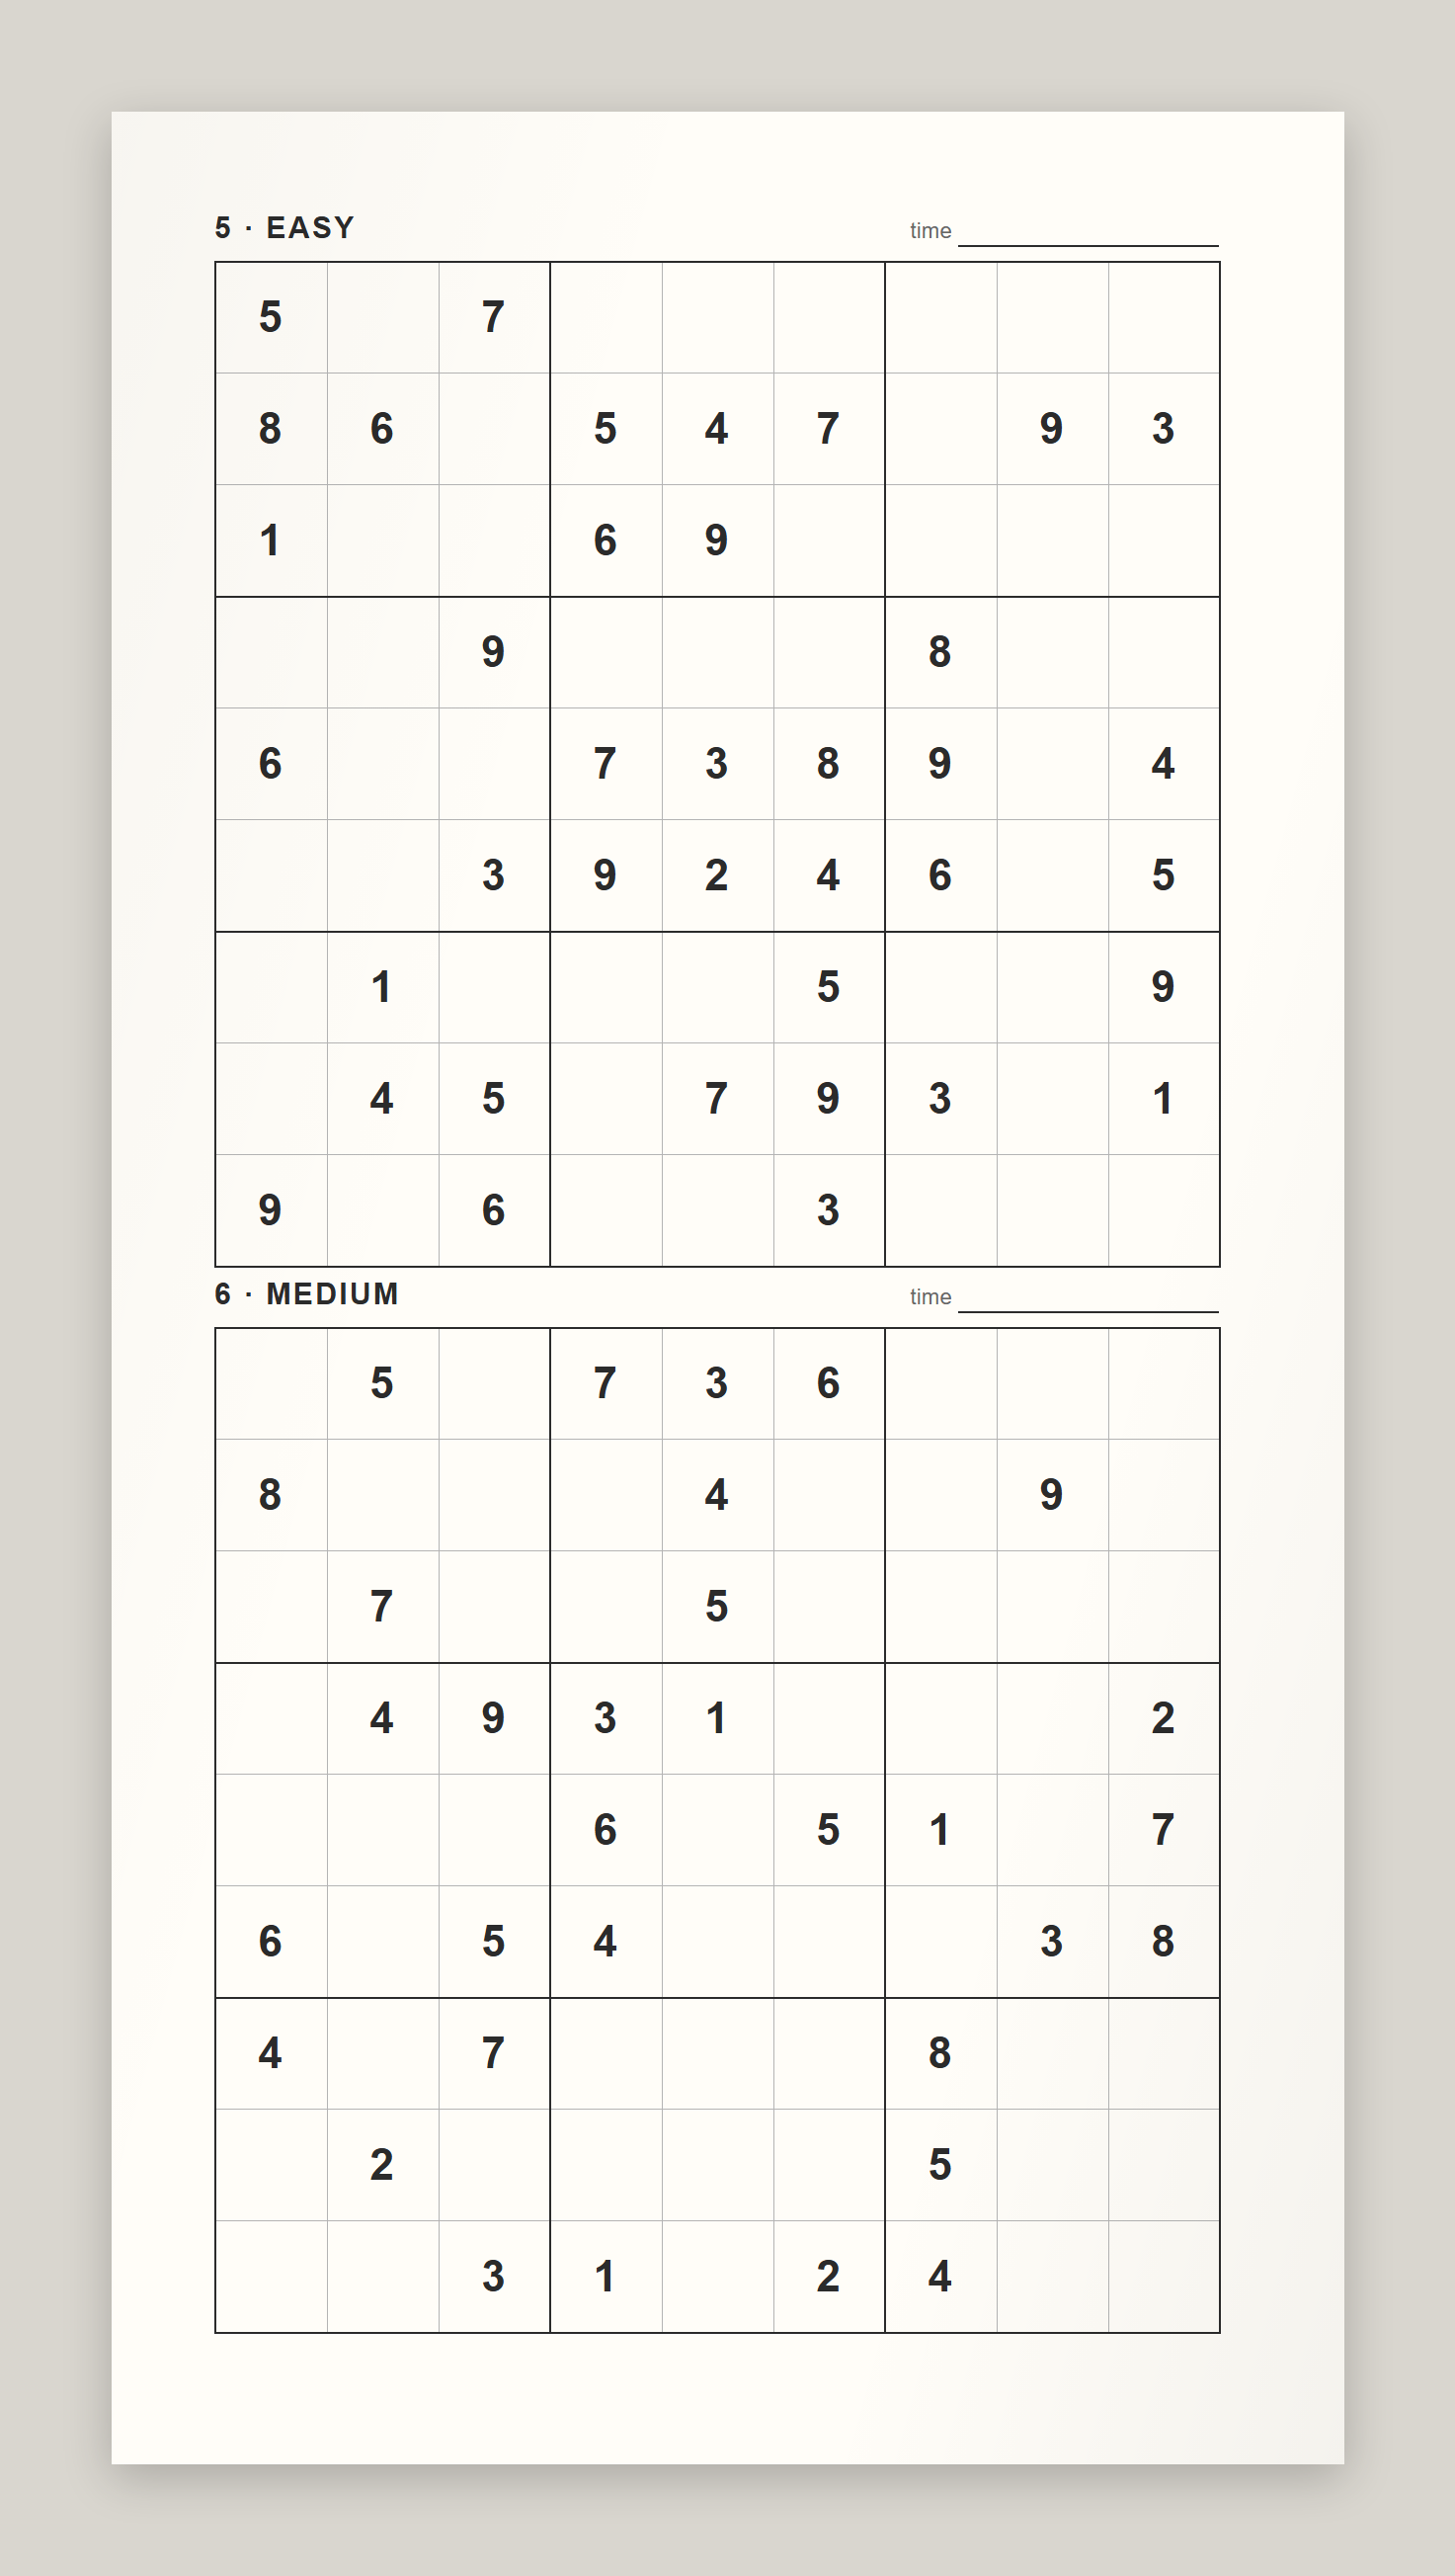 5 · EASY time
5 7
8 6 5 4 7 9 3
1 6 9
9 8
6 7 3 8 9 4
3 9 2 4 6 5
1 5 9
4 5 7 9 3 1
9 6 3
6 · MEDIUM time
5 7 3 6
8 4 9
7 5
4 9 3 1 2
6 5 1 7
6 5 4 3 8
4 7 8
2 5
3 1 2 4